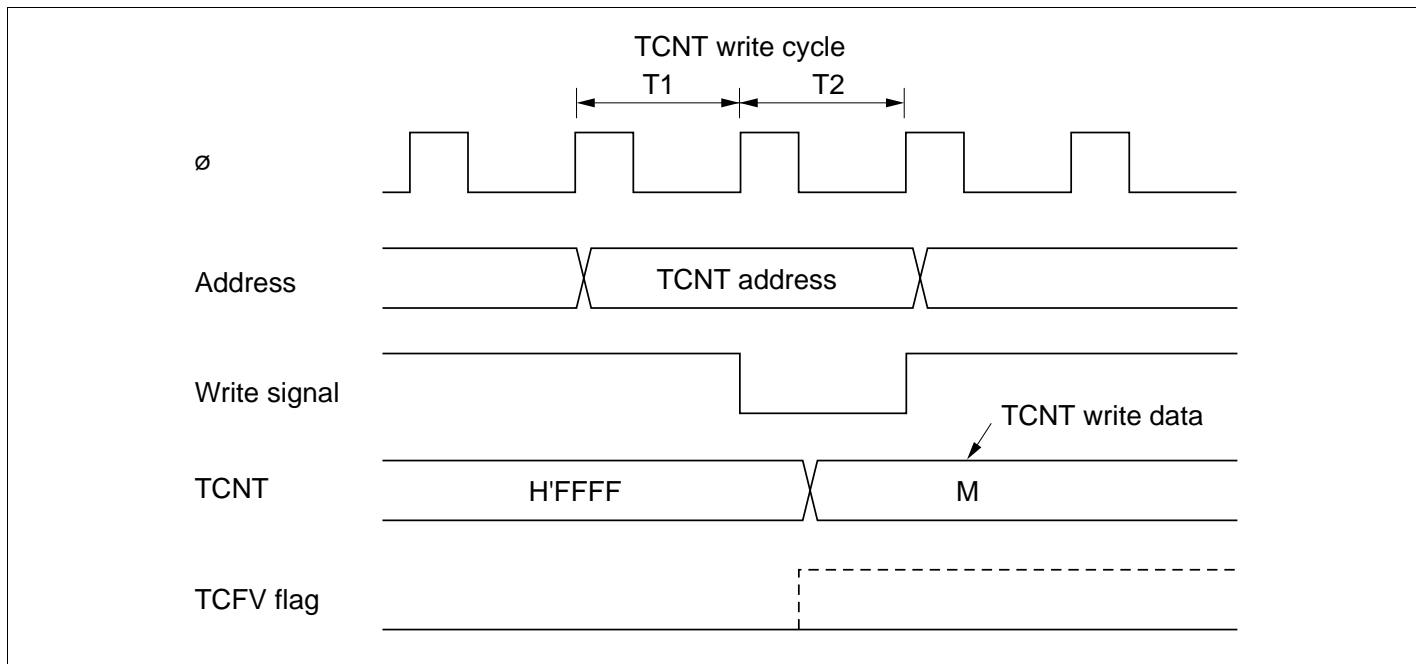 TCNT write cycle
T1 T2
ø
Address TCNT address
Write signal
TCNT write data
TCNT H'FFFF M
TCFV flag